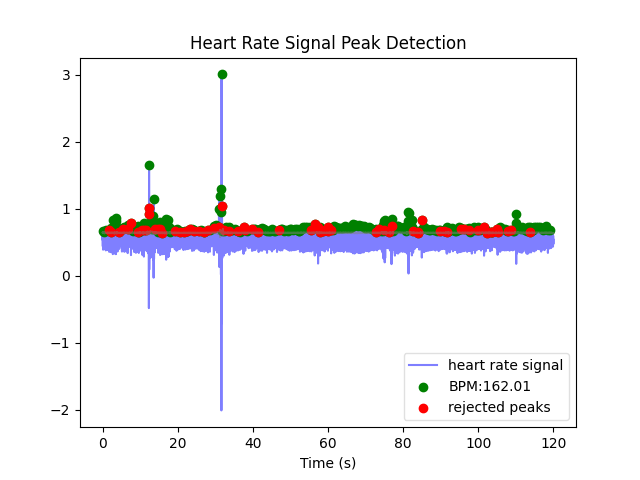 Heart Rate Signal Peak Detection
3
2
1
0
−1
−2
heart rate signal
BPM:162.01
rejected peaks
0 20 40 60 80 100 120
Time (s)